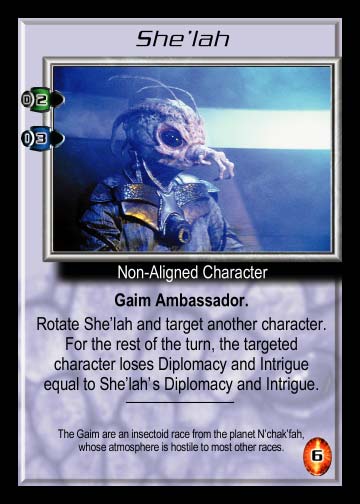 She'lah
2
3
Non-Aligned Character
Gaim Ambassador.
Rotate She'lah and target another character.
For the rest of the turn, the targeted
character loses Diplomacy and Intrigue
equal to She'lah's Diplomacy and Intrigue.
The Gaim are an insectoid race from the planet N'chak'fah,
whose atmosphere is hostile to most other races.
6